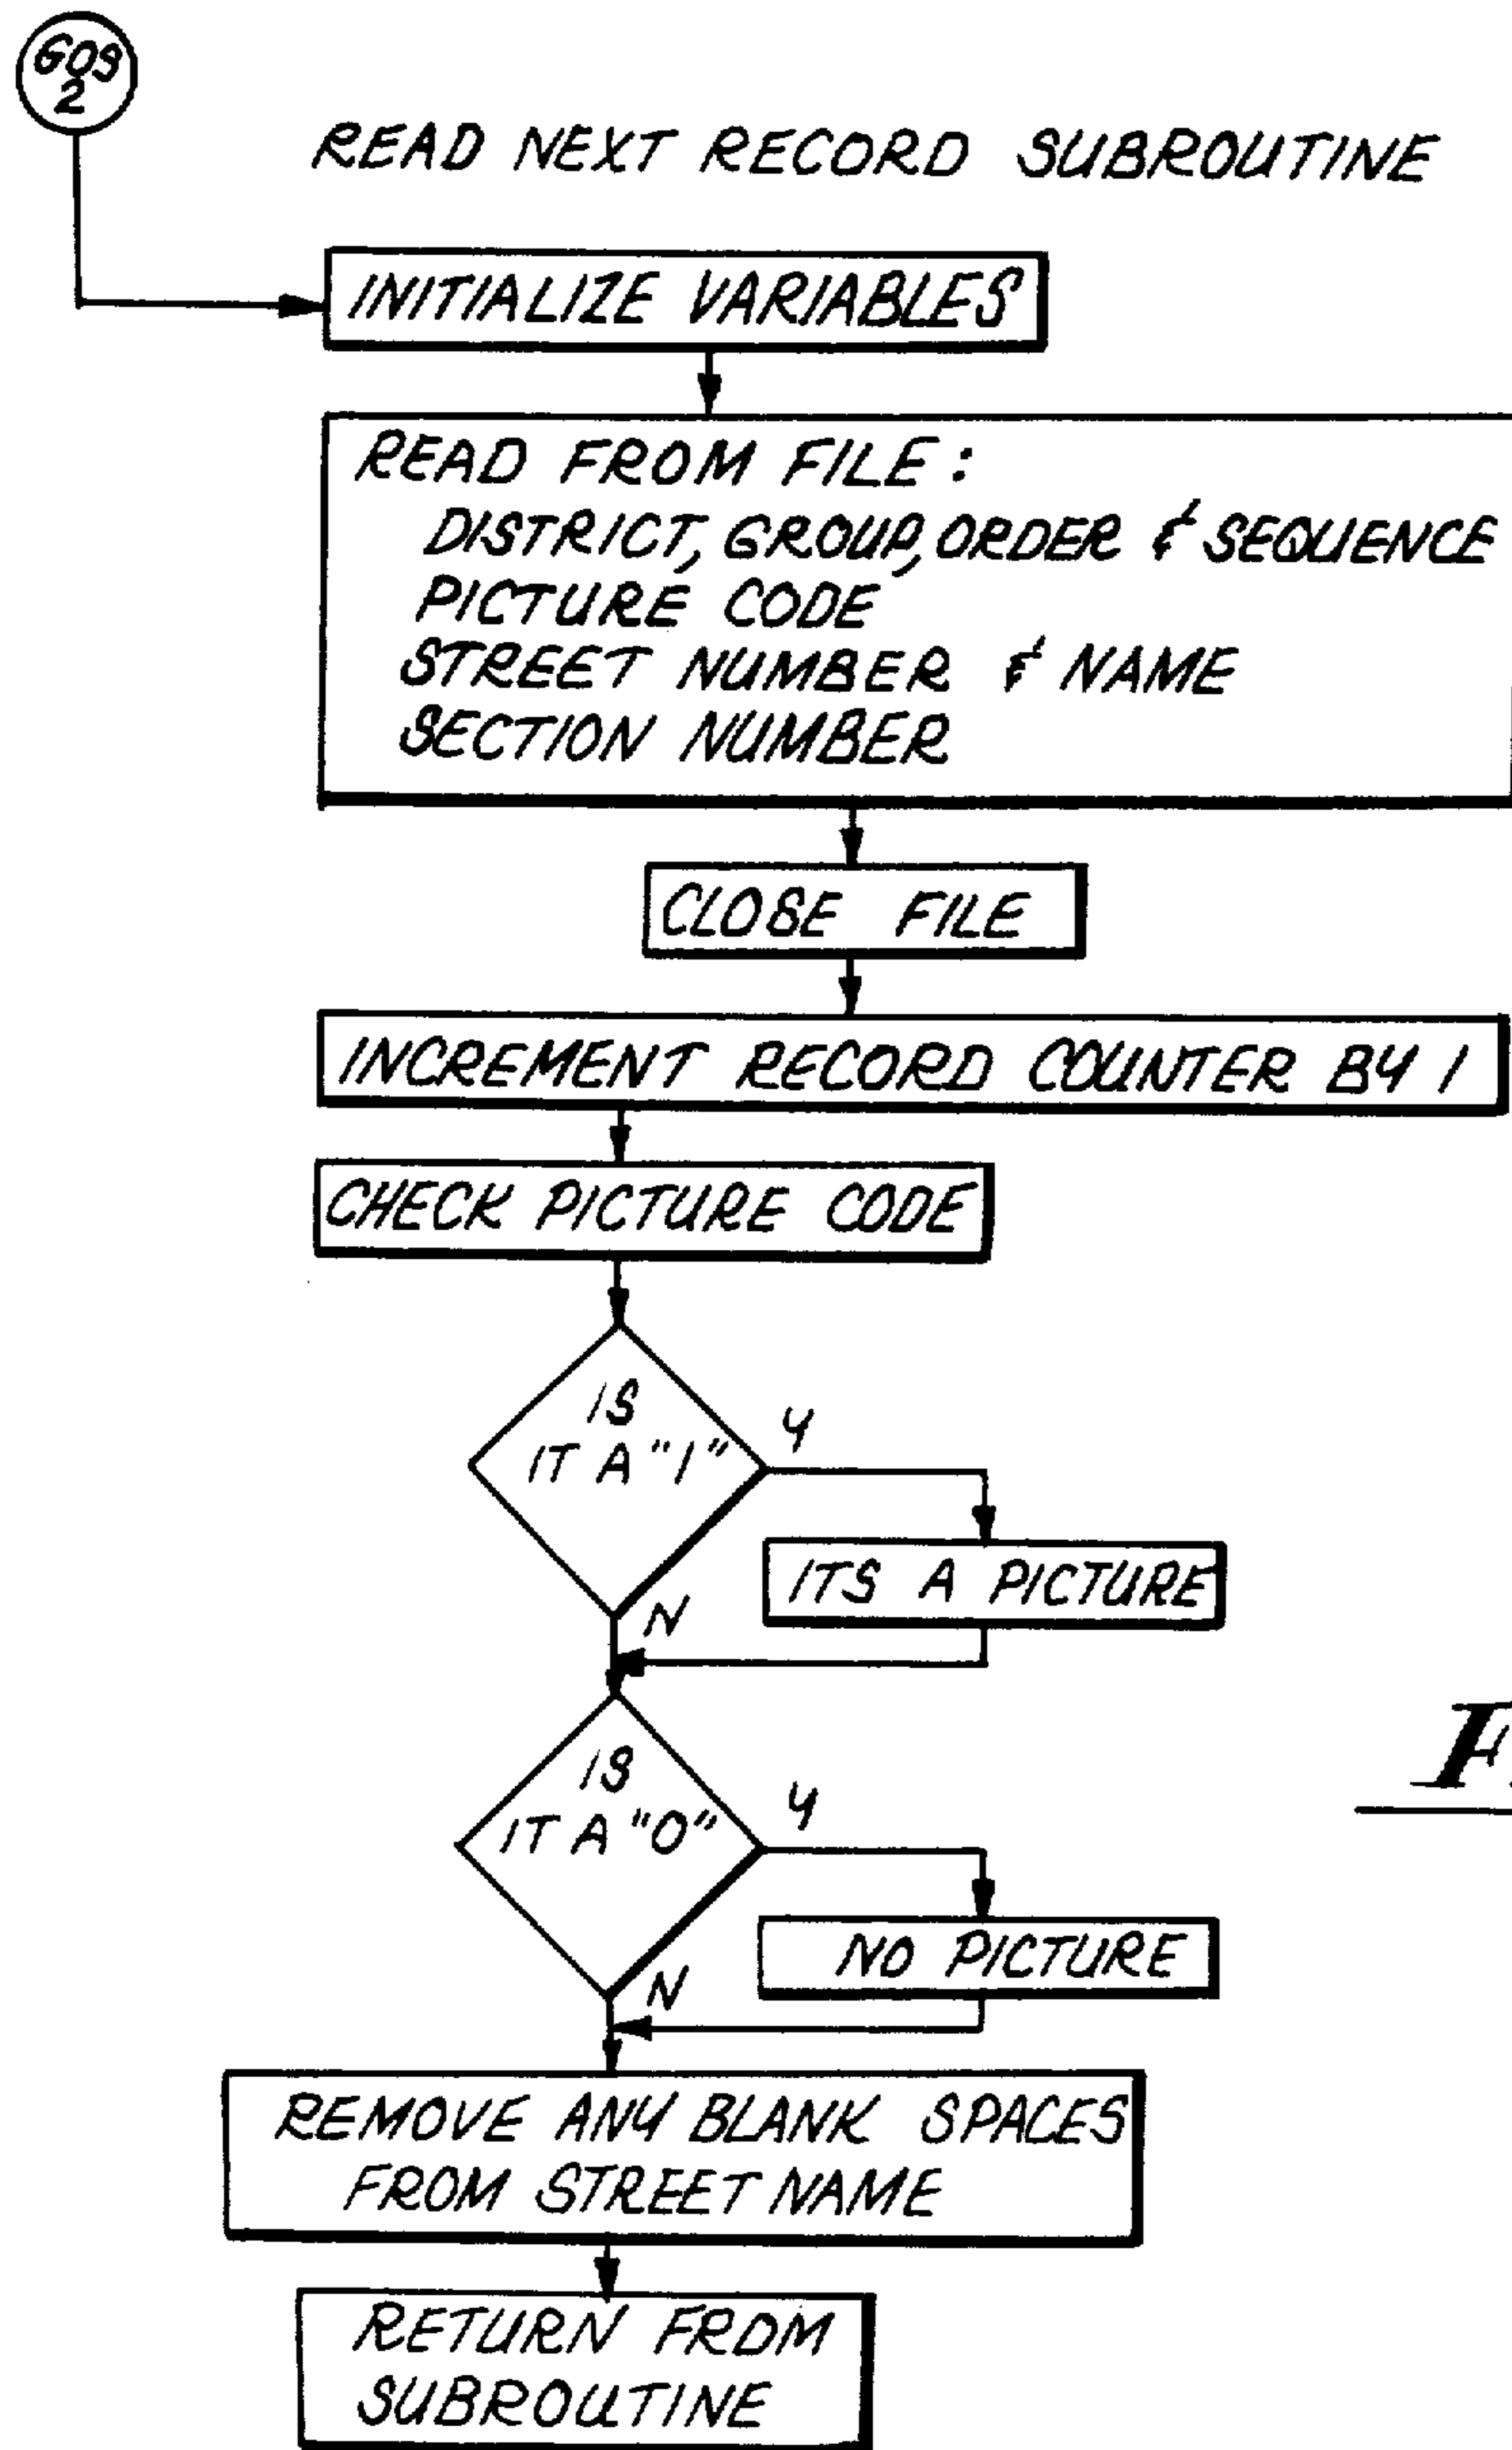 GOS
2
READ NEXT RECORD SUBROUTINE
INITIALIZE VARIABLES
READ FROM FILE:
DISTRICT, GROUP, ORDER & SEQUENCE
PICTURE CODE
STREET NUMBER & NAME
SECTION NUMBER
CLOSE FILE
INCREMENT RECORD COUNTER BY 1
CHECK PICTURE CODE
IS
IT A "1"
Y
ITS A PICTURE
N
IS
IT A "0"
Y
NO PICTURE
N
REMOVE ANY BLANK SPACES
FROM STREET NAME
RETURN FROM
SUBROUTINE